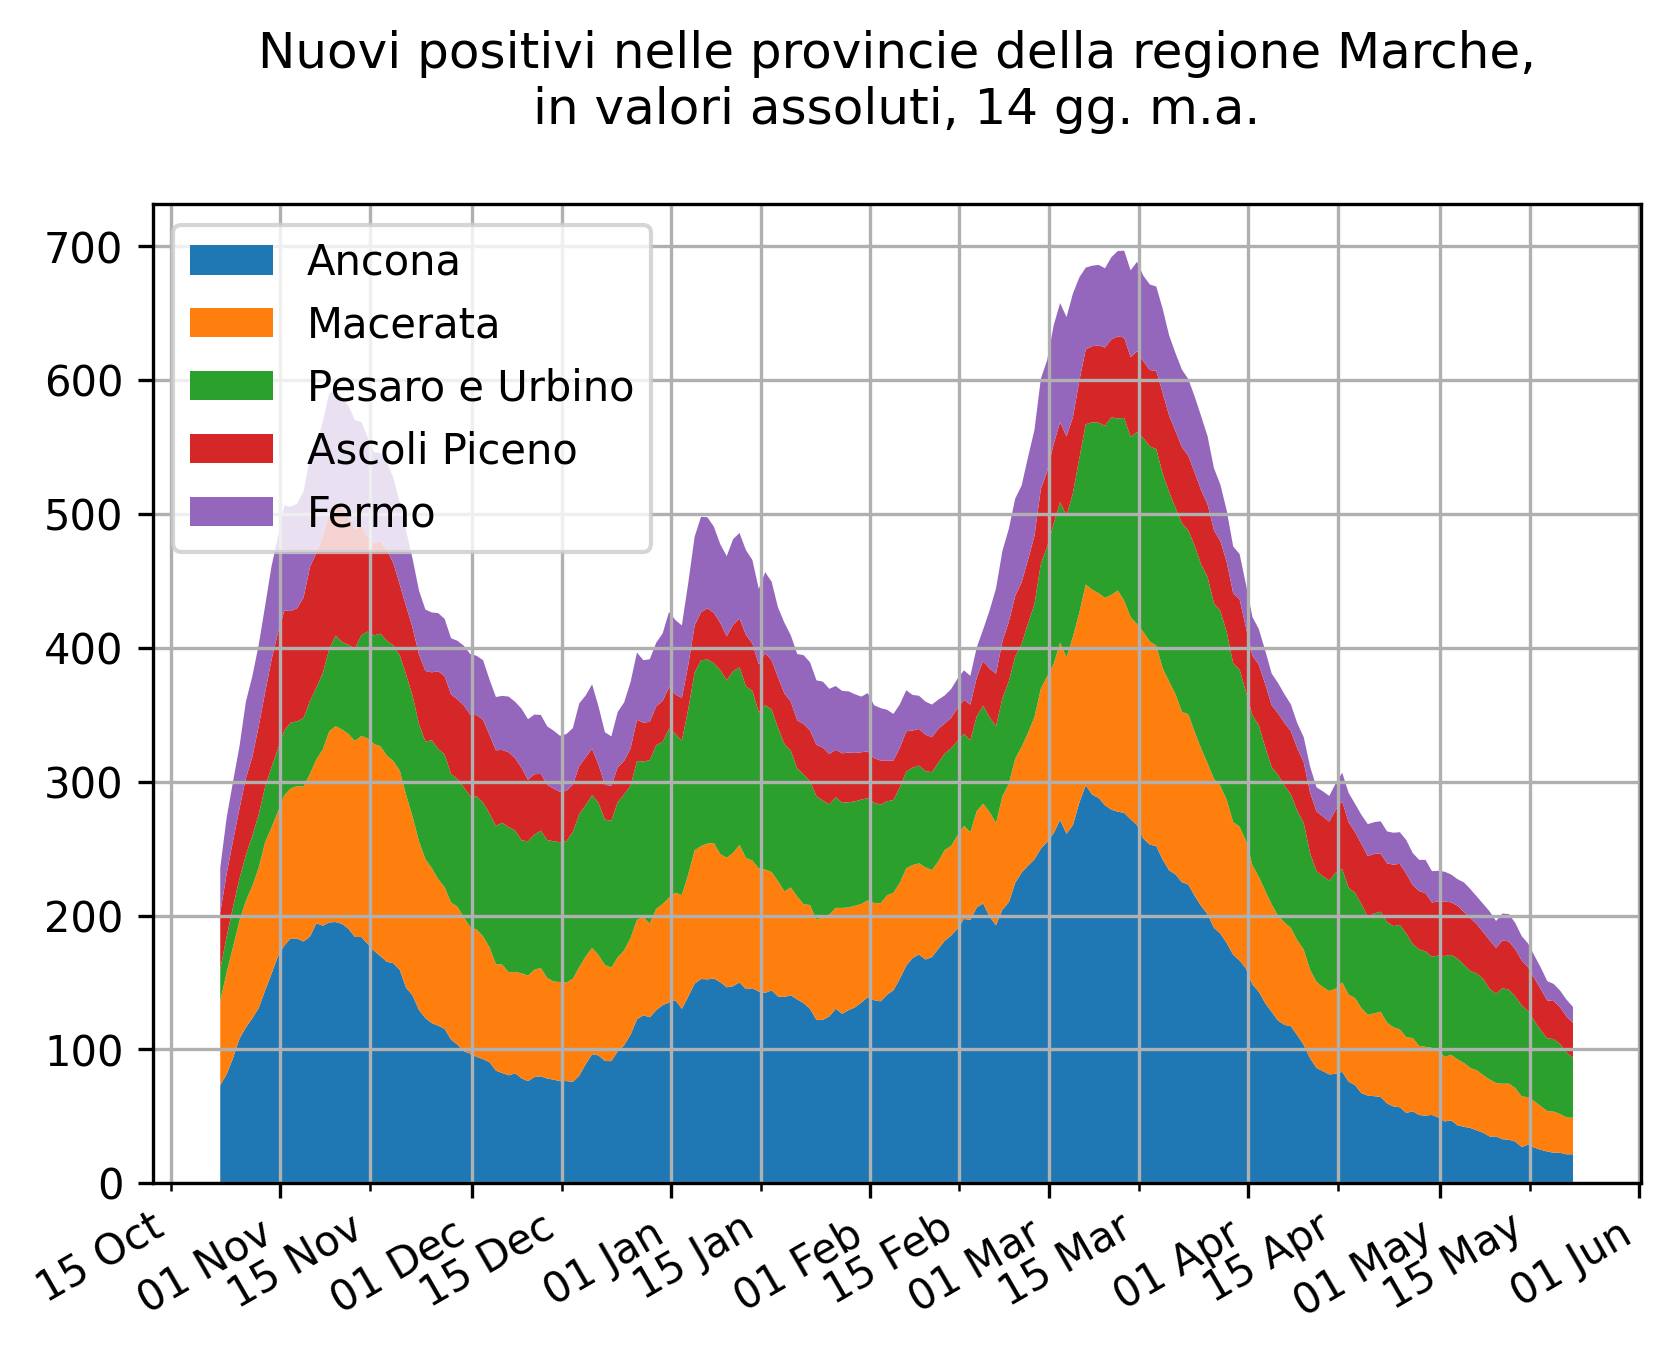 Nuovi positivi nelle provincie della regione Marche,
in valori assoluti, 14 gg. m.a.
700
600
500
400
300
200
100
0
Ancona
Macerata
Pesaro e Urbino
Ascoli Piceno
Fermo
15 Oct
01 Nov
15 Nov
01 Dec
15 Dec
01 Jan
15 Jan
01 Feb
15 Feb
01 Mar
15 Mar
01 Apr
15 Apr
01 May
15 May
01 Jun